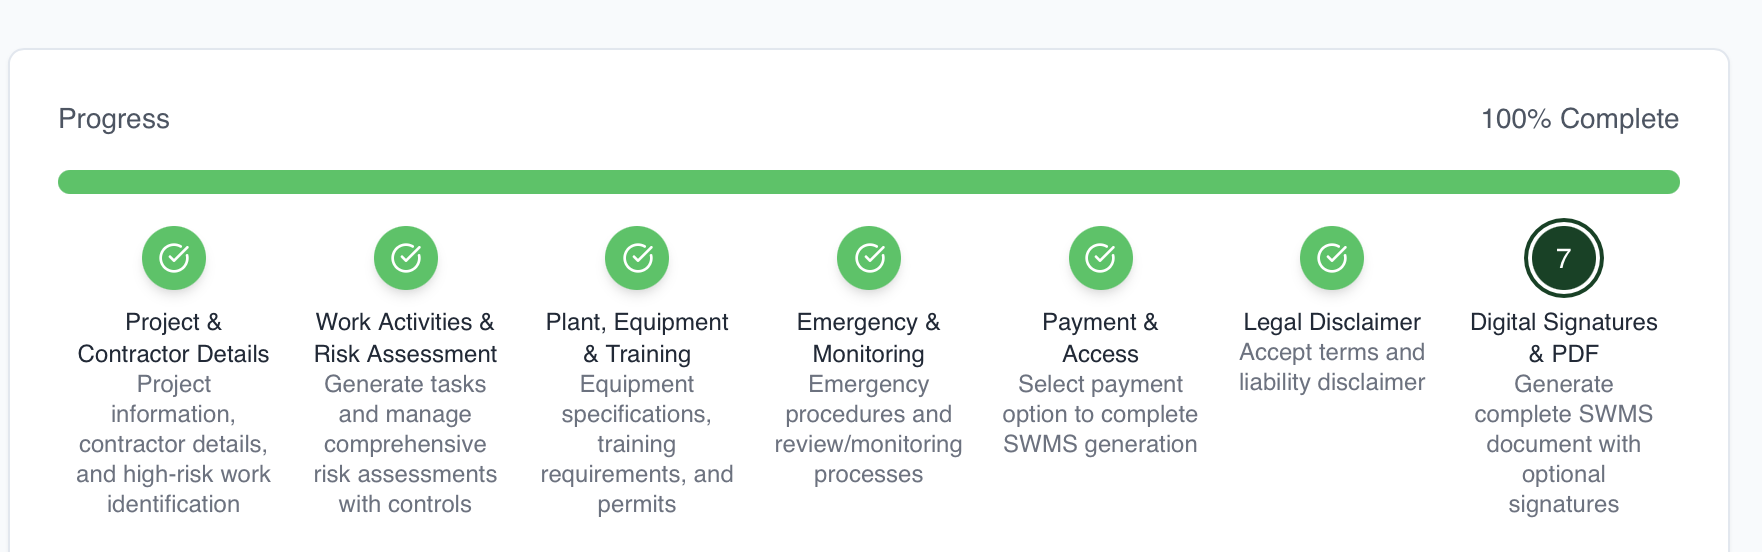 Progress
100% Complete
7
Project &
Contractor Details
Project
information,
contractor details,
and high-risk work
identification
Work Activities &
Risk Assessment
Generate tasks
and manage
comprehensive
risk assessments
with controls
Plant, Equipment
& Training
Equipment
specifications,
training
requirements, and
permits
Emergency &
Monitoring
Emergency
procedures and
review/monitoring
processes
Payment &
Access
Select payment
option to complete
SWMS generation
Legal Disclaimer
Accept terms and
liability disclaimer
Digital Signatures
& PDF
Generate
complete SWMS
document with
optional
signatures